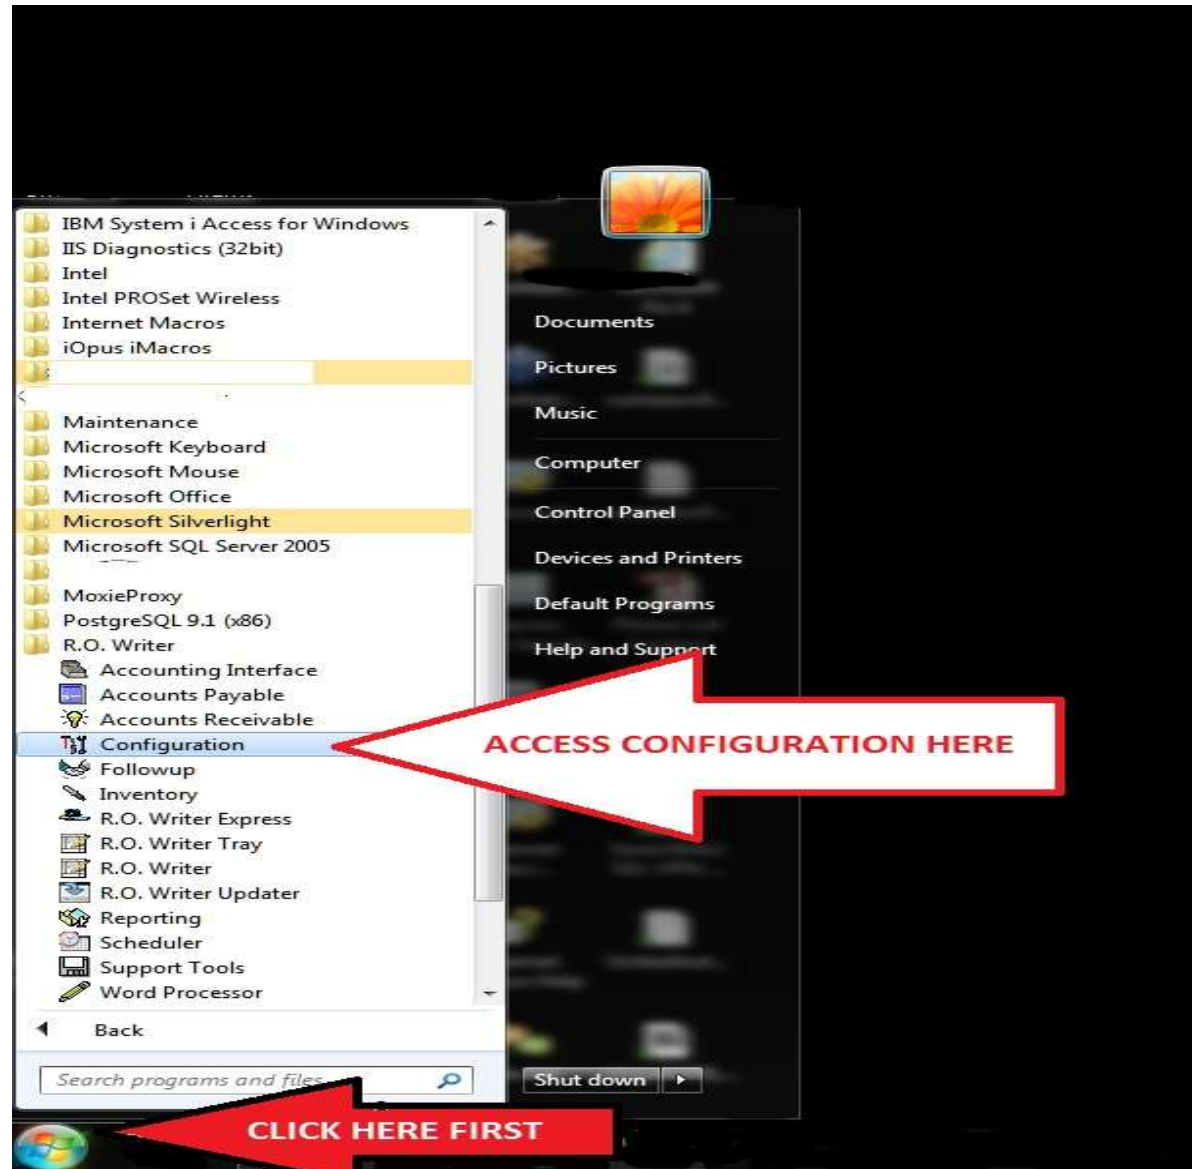 IBM System i Access for Windows
IIS Diagnostics (32bit)
Intel
Intel PROSet Wireless
Internet Macros
iOpus iMacros
Maintenance
Microsoft Keyboard
Microsoft Mouse
Microsoft Office
Microsoft Silverlight
Microsoft SQL Server 2005
MoxieProxy
PostgreSQL 9.1 (x86)
R.O. Writer
Accounting Interface
Accounts Payable
Accounts Receivable
Configuration
Followup
Inventory
R.O. Writer Express
R.O. Writer Tray
R.O. Writer
R.O. Writer Updater
Reporting
Scheduler
Support Tools
Word Processor
Back
Search programs and files
Documents
Pictures
Music
Computer
Control Panel
Devices and Printers
Default Programs
Help and Support
ACCESS CONFIGURATION HERE
Shut down
CLICK HERE FIRST